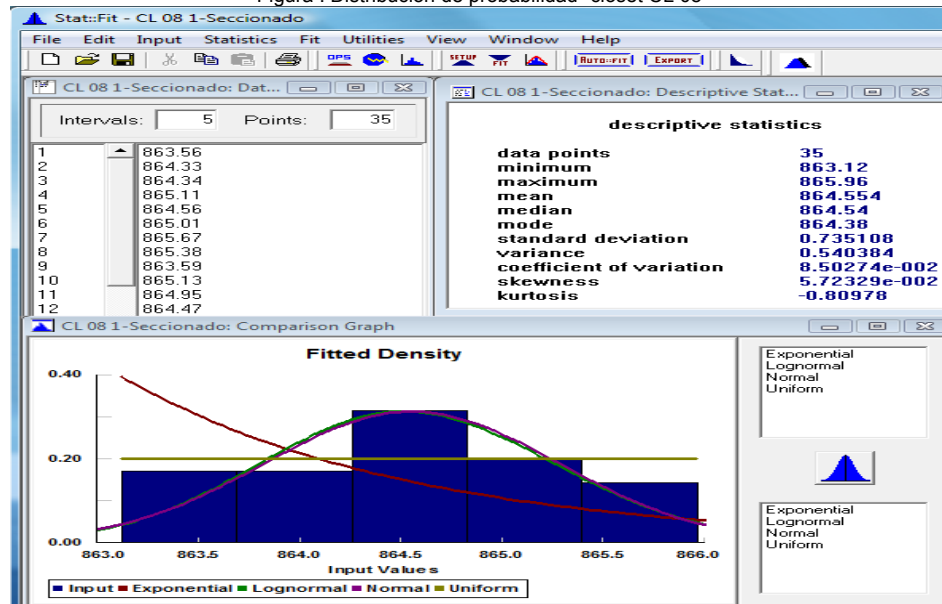 Stat::Fit - CL 08 1-Seccionado
File Edit Input Statistics Fit Utilities View Window Help
OPS SETUP FIT AUTO::FIT EXPORT
CL 08 1-Seccionado: Dat...
Intervals: 5 Points: 35
1 863.56
2 864.33
3 864.34
4 865.11
5 864.56
6 865.01
7 865.67
8 865.38
9 863.59
10 865.13
11 864.95
12 864.47
CL 08 1-Seccionado: Descriptive Stat...
descriptive statistics
data points 35
minimum 863.12
maximum 865.96
mean 864.554
median 864.54
mode 864.38
standard deviation 0.735108
variance 0.540384
coefficient of variation 8.50274e-002
skewness 5.72329e-002
kurtosis -0.80978
CL 08 1-Seccionado: Comparison Graph
Fitted Density
0.40
0.20
0.00
863.0 863.5 864.0 864.5 865.0 865.5 866.0
Input Values
Input Exponential Lognormal Normal Uniform
Exponential
Lognormal
Normal
Uniform
Exponential
Lognormal
Normal
Uniform